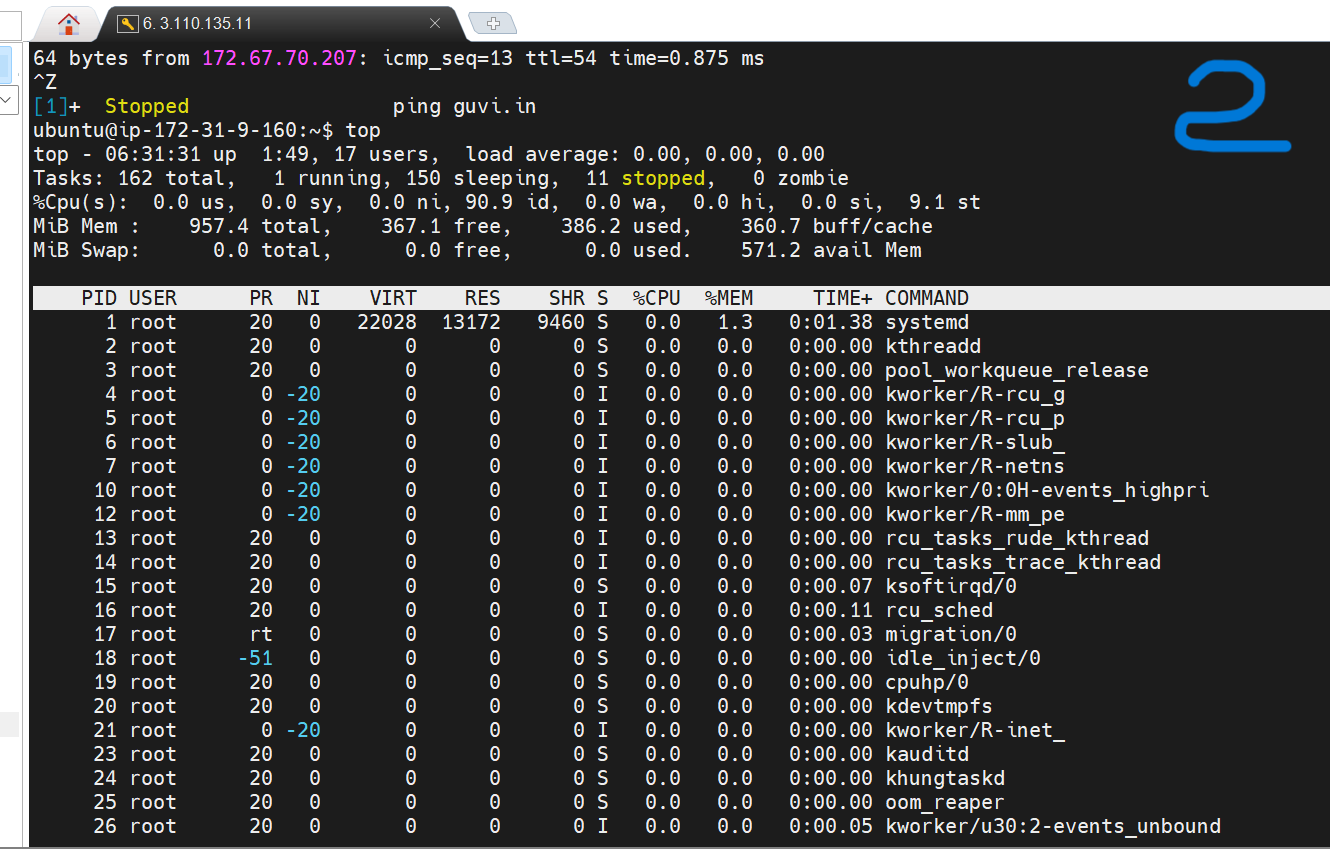 6. 3.110.135.11
2
64 bytes from 172.67.70.207: icmp_seq=13 ttl=54 time=0.875 ms
^Z
[1]+  Stopped                 ping guvi.in
ubuntu@ip-172-31-9-160:~$ top
top - 06:31:31 up  1:49, 17 users,  load average: 0.00, 0.00, 0.00
Tasks: 162 total,   1 running, 150 sleeping,  11 stopped,   0 zombie
%Cpu(s):  0.0 us,  0.0 sy,  0.0 ni, 90.9 id,  0.0 wa,  0.0 hi,  0.0 si,  9.1 st
MiB Mem :    957.4 total,    367.1 free,    386.2 used,    360.7 buff/cache
MiB Swap:      0.0 total,      0.0 free,      0.0 used.    571.2 avail Mem
PID USER      PR  NI    VIRT    RES    SHR S  %CPU  %MEM     TIME+ COMMAND
1 root      20   0   22028  13172   9460 S   0.0   1.3   0:01.38 systemd
2 root      20   0       0      0      0 S   0.0   0.0   0:00.00 kthreadd
3 root      20   0       0      0      0 S   0.0   0.0   0:00.00 pool_workqueue_release
4 root       0 -20       0      0      0 I   0.0   0.0   0:00.00 kworker/R-rcu_g
5 root       0 -20       0      0      0 I   0.0   0.0   0:00.00 kworker/R-rcu_p
6 root       0 -20       0      0      0 I   0.0   0.0   0:00.00 kworker/R-slub_
7 root       0 -20       0      0      0 I   0.0   0.0   0:00.00 kworker/R-netns
10 root       0 -20       0      0      0 I   0.0   0.0   0:00.00 kworker/0:0H-events_highpri
12 root       0 -20       0      0      0 I   0.0   0.0   0:00.00 kworker/R-mm_pe
13 root      20   0       0      0      0 I   0.0   0.0   0:00.00 rcu_tasks_rude_kthread
14 root      20   0       0      0      0 I   0.0   0.0   0:00.00 rcu_tasks_trace_kthread
15 root      20   0       0      0      0 S   0.0   0.0   0:00.07 ksoftirqd/0
16 root      20   0       0      0      0 I   0.0   0.0   0:00.11 rcu_sched
17 root      rt   0       0      0      0 S   0.0   0.0   0:00.03 migration/0
18 root     -51   0       0      0      0 S   0.0   0.0   0:00.00 idle_inject/0
19 root      20   0       0      0      0 S   0.0   0.0   0:00.00 cpuhp/0
20 root      20   0       0      0      0 S   0.0   0.0   0:00.00 kdevtmpfs
21 root       0 -20       0      0      0 I   0.0   0.0   0:00.00 kworker/R-inet_
23 root      20   0       0      0      0 S   0.0   0.0   0:00.00 kauditd
24 root      20   0       0      0      0 S   0.0   0.0   0:00.00 khungtaskd
25 root      20   0       0      0      0 S   0.0   0.0   0:00.00 oom_reaper
26 root      20   0       0      0      0 I   0.0   0.0   0:00.05 kworker/u30:2-events_unbound